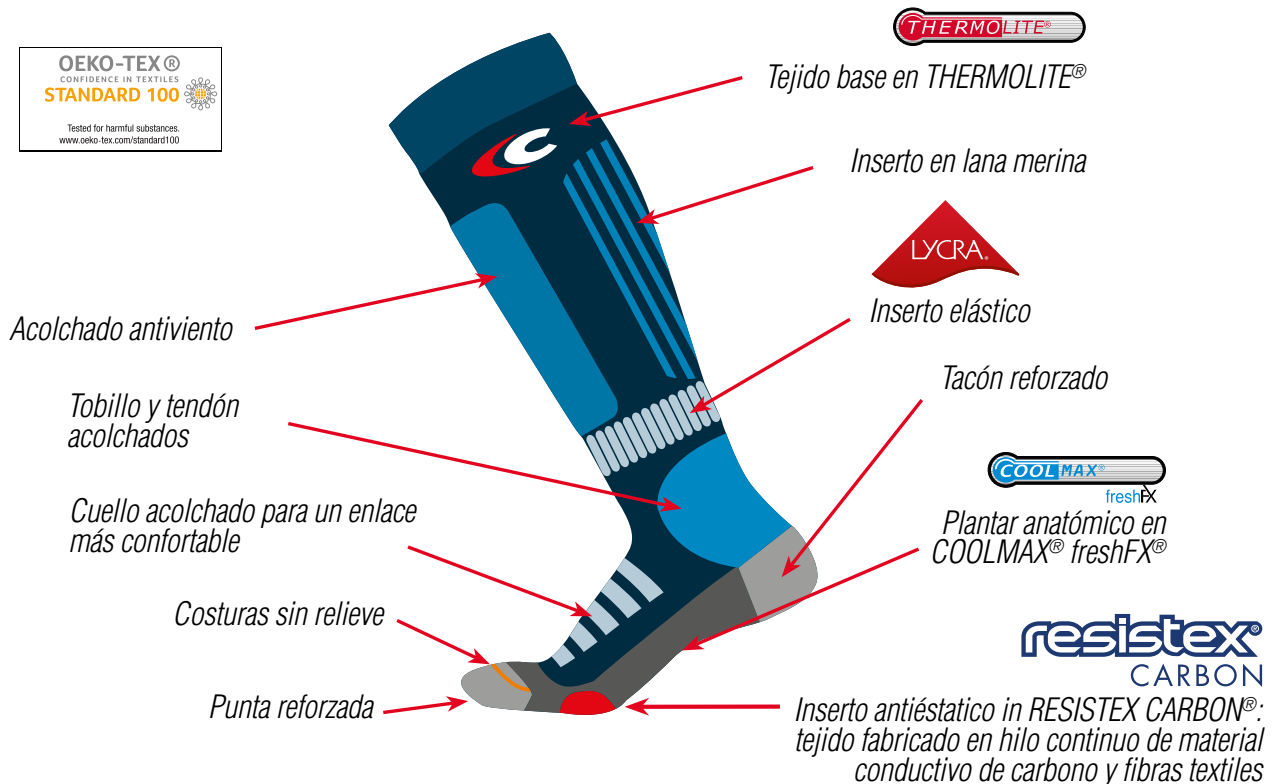 OEKO-TEX®
CONFIDENCE IN TEXTILES
STANDARD 100
Tested for harmful substances.
www.oeko-tex.com/standard100
THERMOLITE®
Tejido base en THERMOLITE®
C
Inserto en lana merina
LYCRA®
Inserto elástico
Acolchado antiviento
Tacón reforzado
Tobillo y tendón
acolchados
COOLMAX®
freshFX
Cuello acolchado para un enlace
más confortable
Plantar anatómico en
COOLMAX® freshFX®
Costuras sin relieve
resistex®
CARBON
Punta reforzada
Inserto antiéstatico in RESISTEX CARBON®:
tejido fabricado en hilo continuo de material
conductivo de carbono y fibras textiles